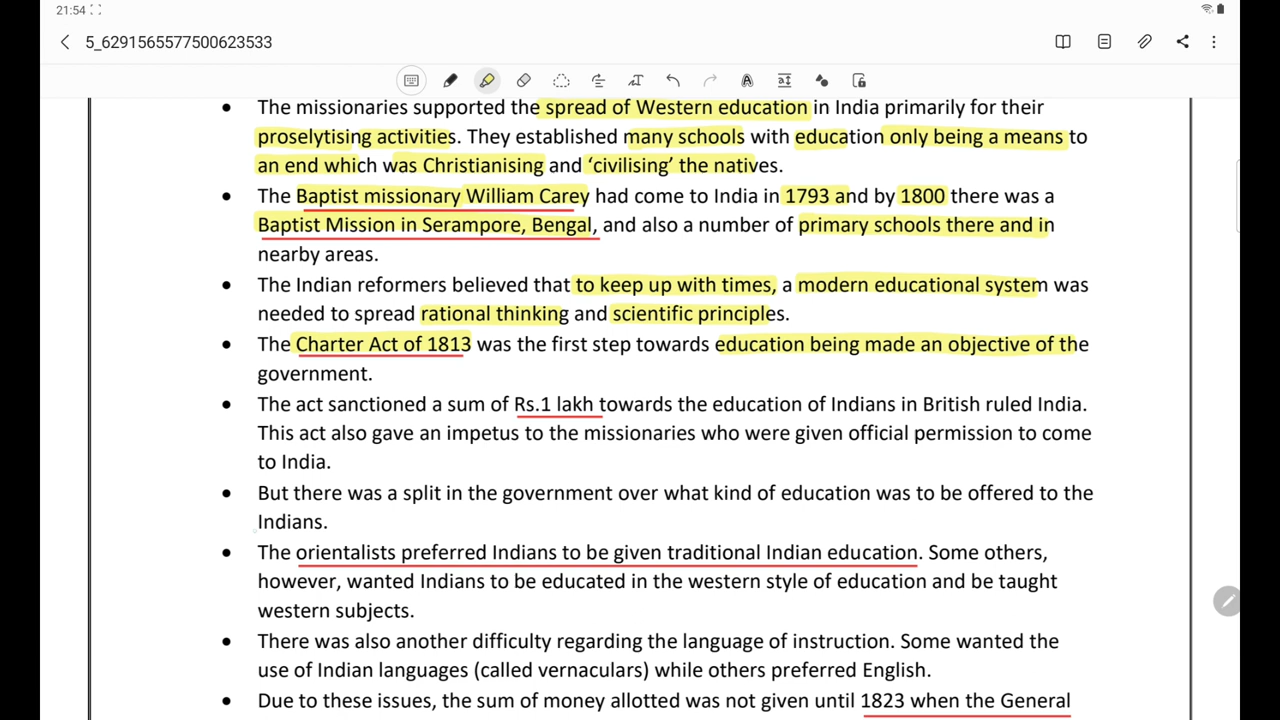 21:54
5_6291565577500623533
• The missionaries supported the spread of Western education in India primarily for their
proselytising activities. They established many schools with education only being a means to
an end which was Christianising and ‘civilising’ the natives.
• The Baptist missionary William Carey had come to India in 1793 and by 1800 there was a
Baptist Mission in Serampore, Bengal, and also a number of primary schools there and in
nearby areas.
• The Indian reformers believed that to keep up with times, a modern educational system was
needed to spread rational thinking and scientific principles.
• The Charter Act of 1813 was the first step towards education being made an objective of the
government.
• The act sanctioned a sum of Rs.1 lakh towards the education of Indians in British ruled India.
This act also gave an impetus to the missionaries who were given official permission to come
to India.
• But there was a split in the government over what kind of education was to be offered to the
Indians.
• The orientalists preferred Indians to be given traditional Indian education. Some others,
however, wanted Indians to be educated in the western style of education and be taught
western subjects.
• There was also another difficulty regarding the language of instruction. Some wanted the
use of Indian languages (called vernaculars) while others preferred English.
• Due to these issues, the sum of money allotted was not given until 1823 when the General